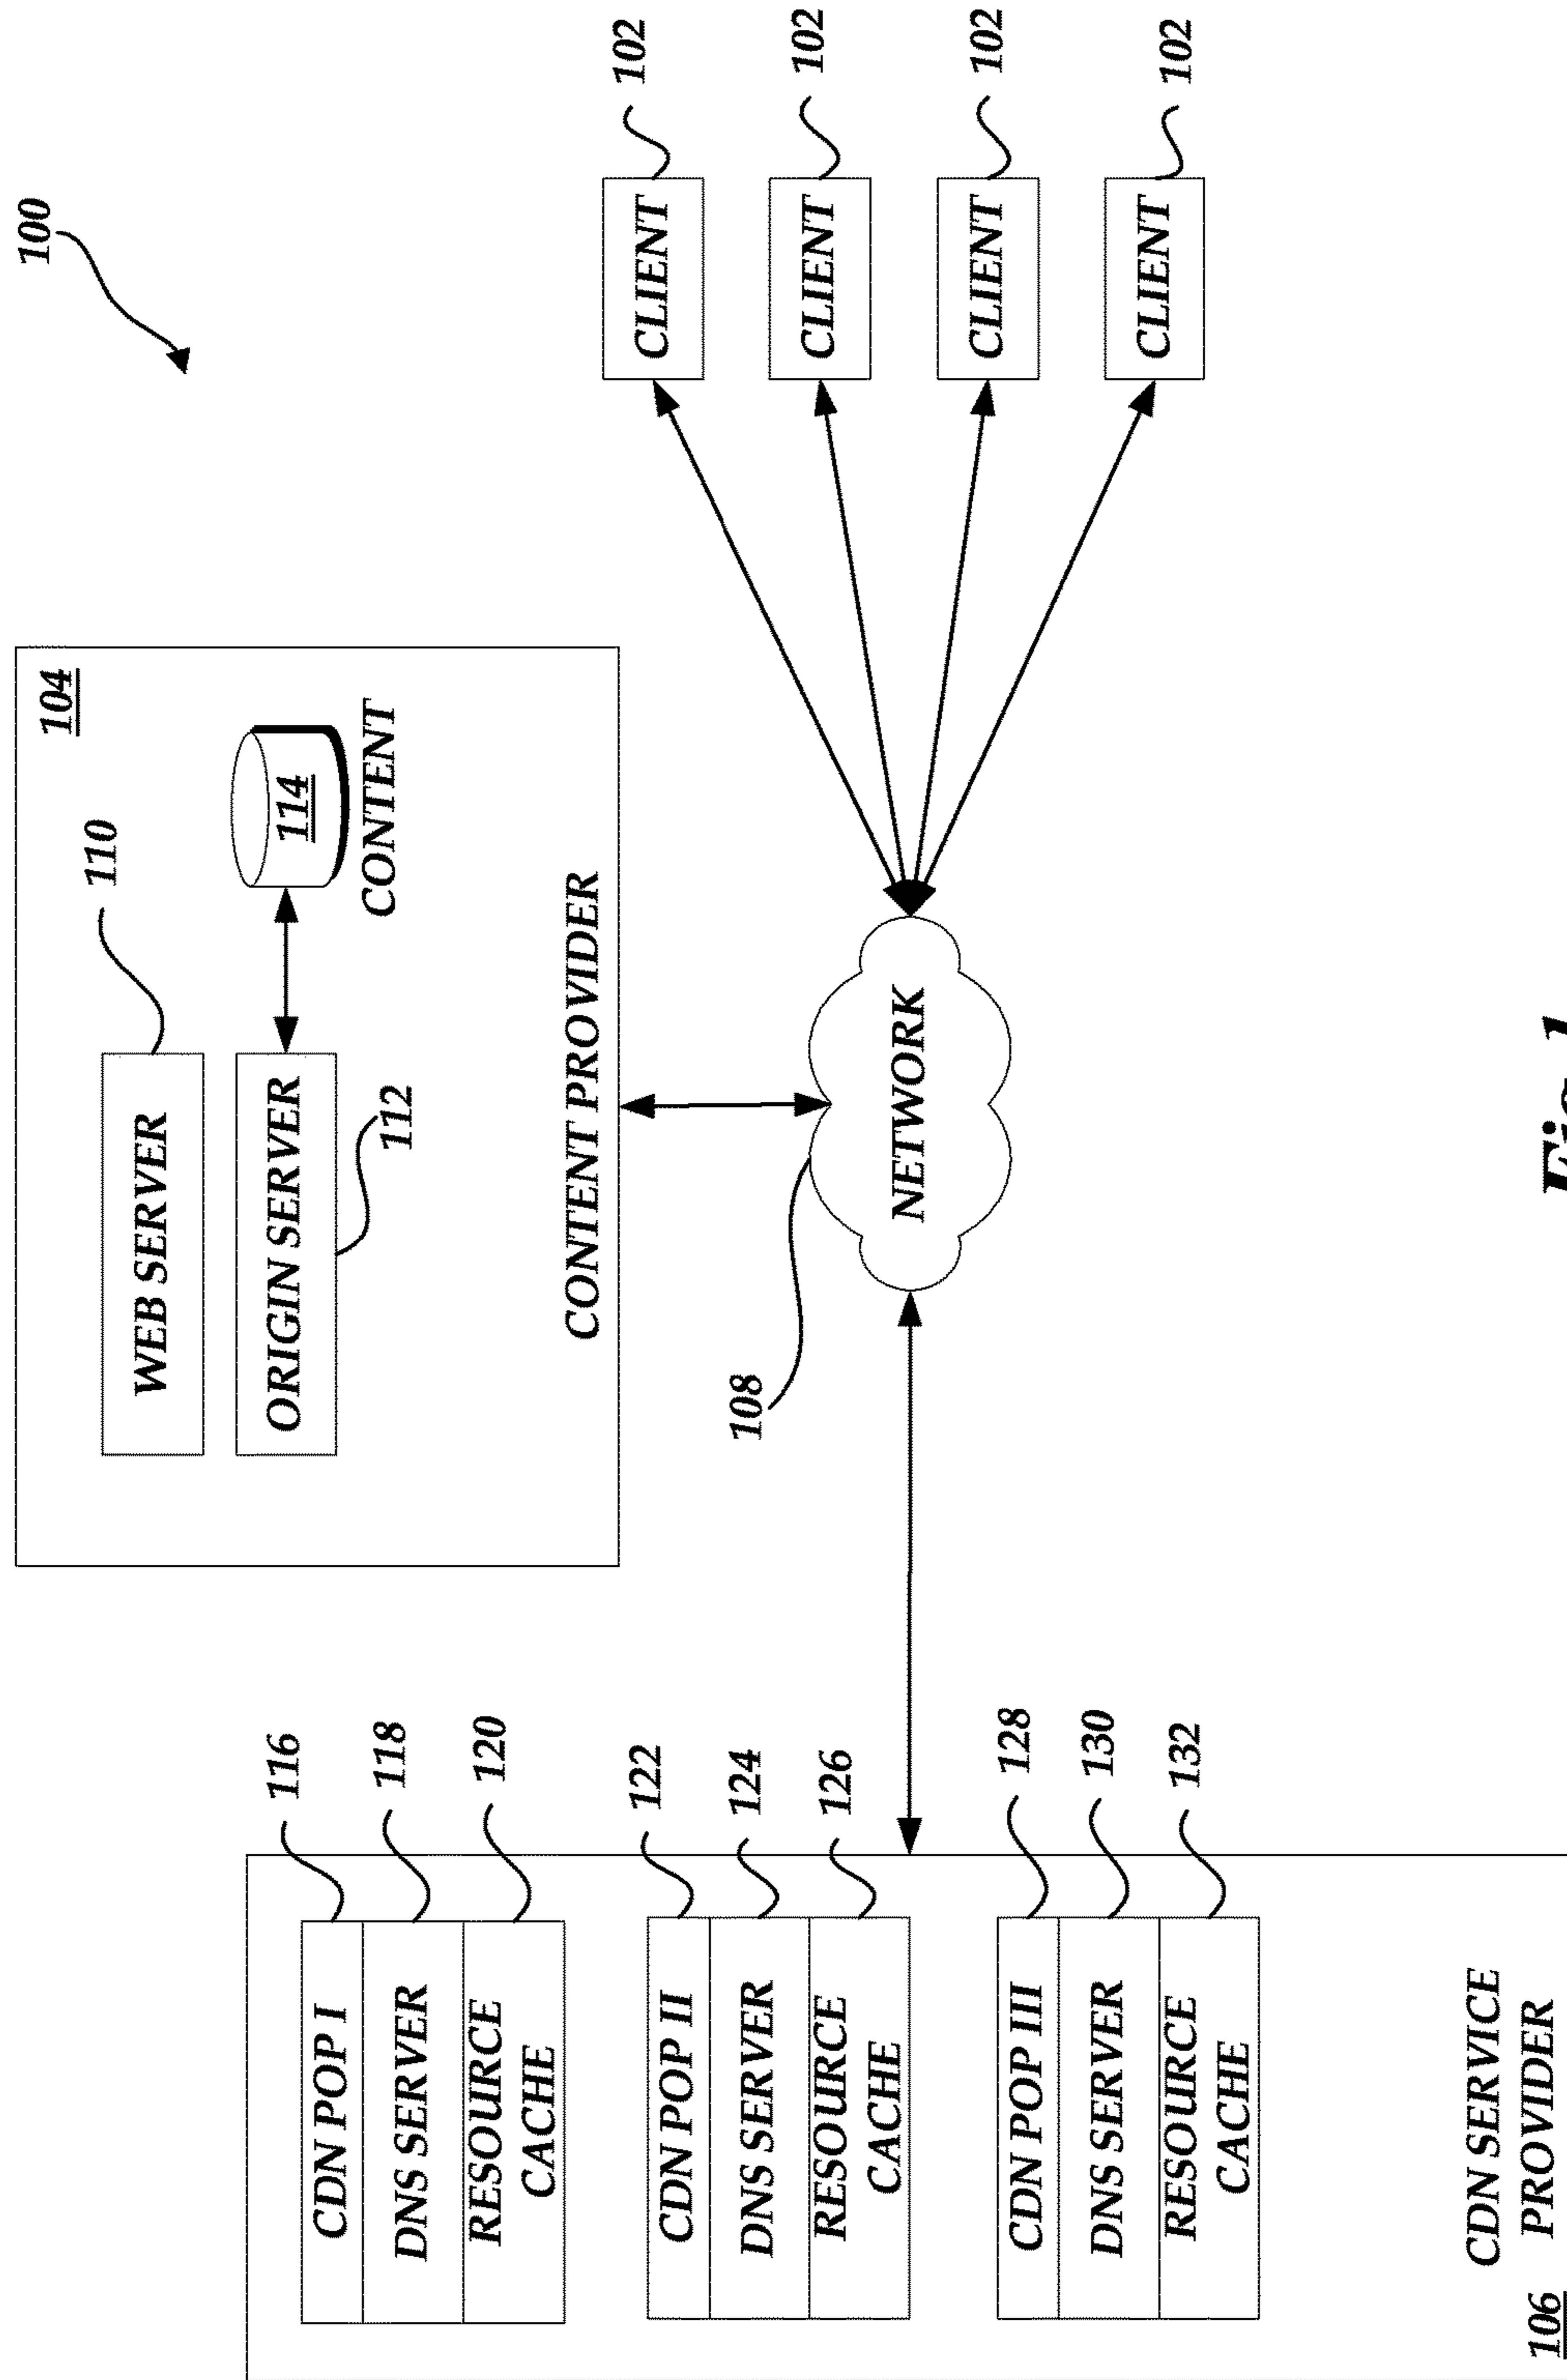 100
104
110
WEB SERVER
ORIGIN SERVER
112
114
CONTENT
CONTENT PROVIDER
116
CDN POP I
118
DNS SERVER
120
RESOURCE
CACHE
122
CDN POP II
124
DNS SERVER
126
RESOURCE
CACHE
128
CDN POP III
130
DNS SERVER
132
RESOURCE
CACHE
CDN SERVICE
PROVIDER
106
108
NETWORK
CLIENT
102
CLIENT
102
CLIENT
102
CLIENT
102